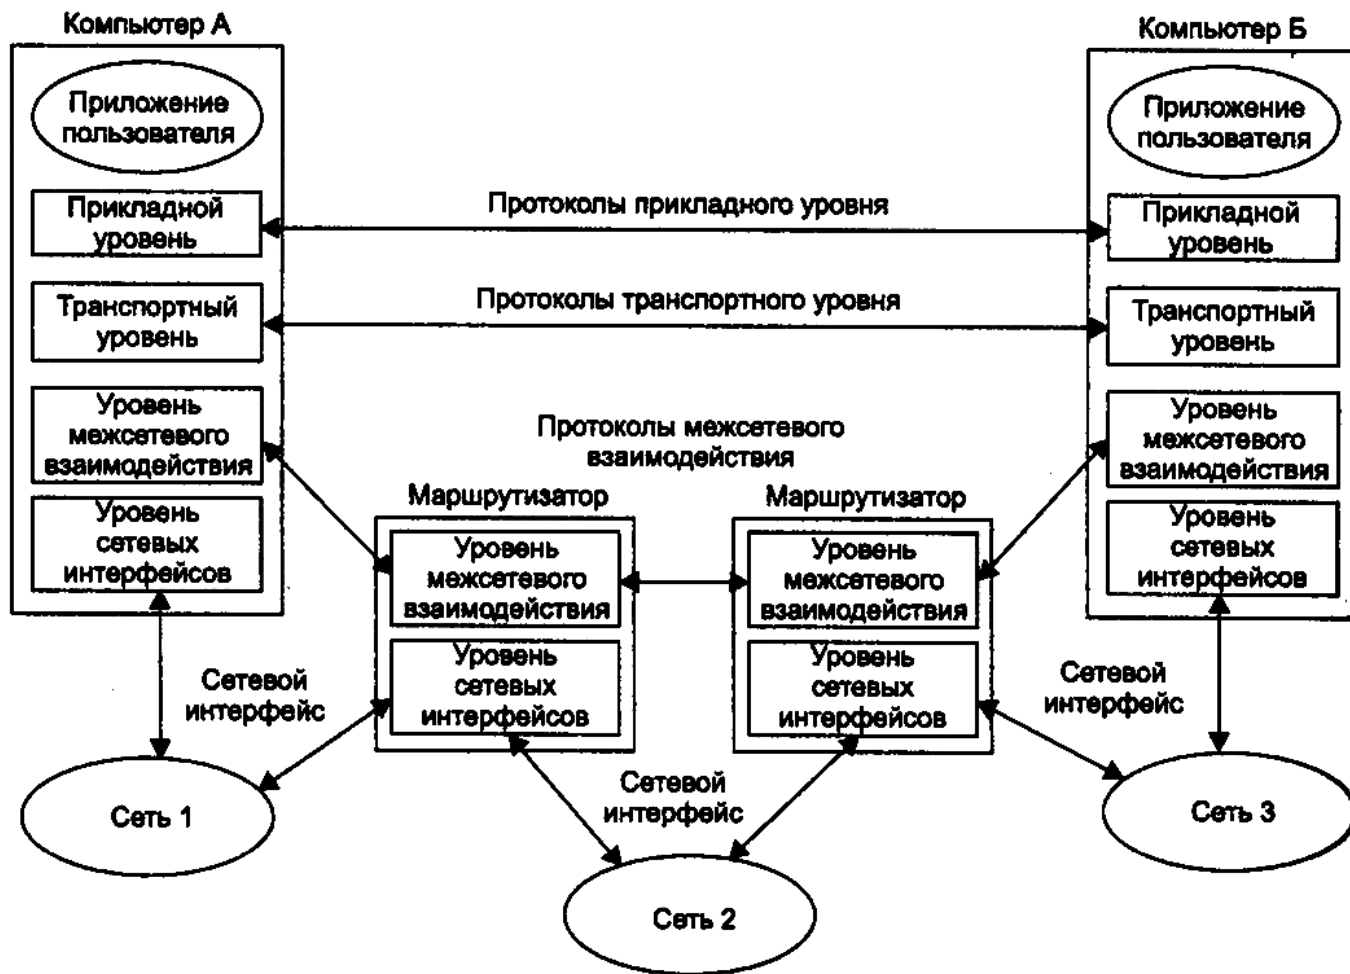 Компьютер А
Приложение
пользователя
Прикладной
уровень
Транспортный
уровень
Уровень
межсетевого
взаимодействия
Уровень
сетевых
интерфейсов
Компьютер Б
Приложение
пользователя
Прикладной
уровень
Транспортный
уровень
Уровень
межсетевого
взаимодействия
Уровень
сетевых
интерфейсов
Протоколы прикладного уровня
Протоколы транспортного уровня
Протоколы межсетевого
взаимодействия
Маршрутизатор
Уровень
межсетевого
взаимодействия
Уровень
сетевых
интерфейсов
Маршрутизатор
Уровень
межсетевого
взаимодействия
Уровень
сетевых
интерфейсов
Сетевой
интерфейс
Сетевой
интерфейс
Сетевой
интерфейс
Сеть 1
Сеть 2
Сеть 3